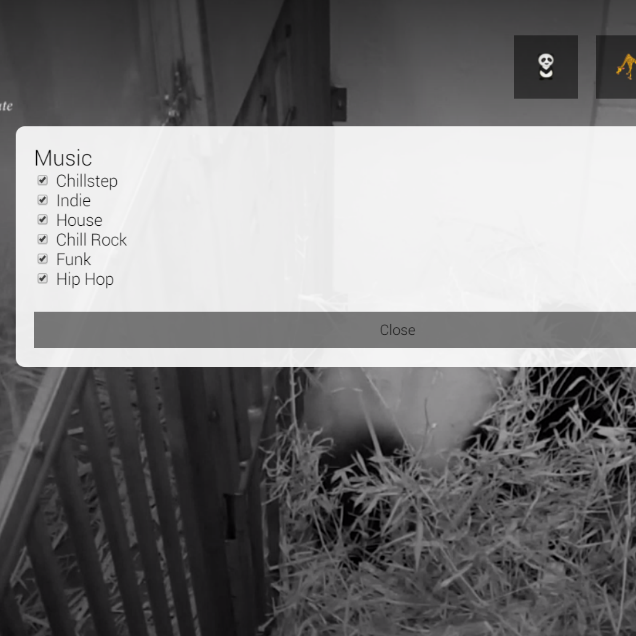 Music
Chillstep
Indie
House
Chill Rock
Funk
Hip Hop
Close